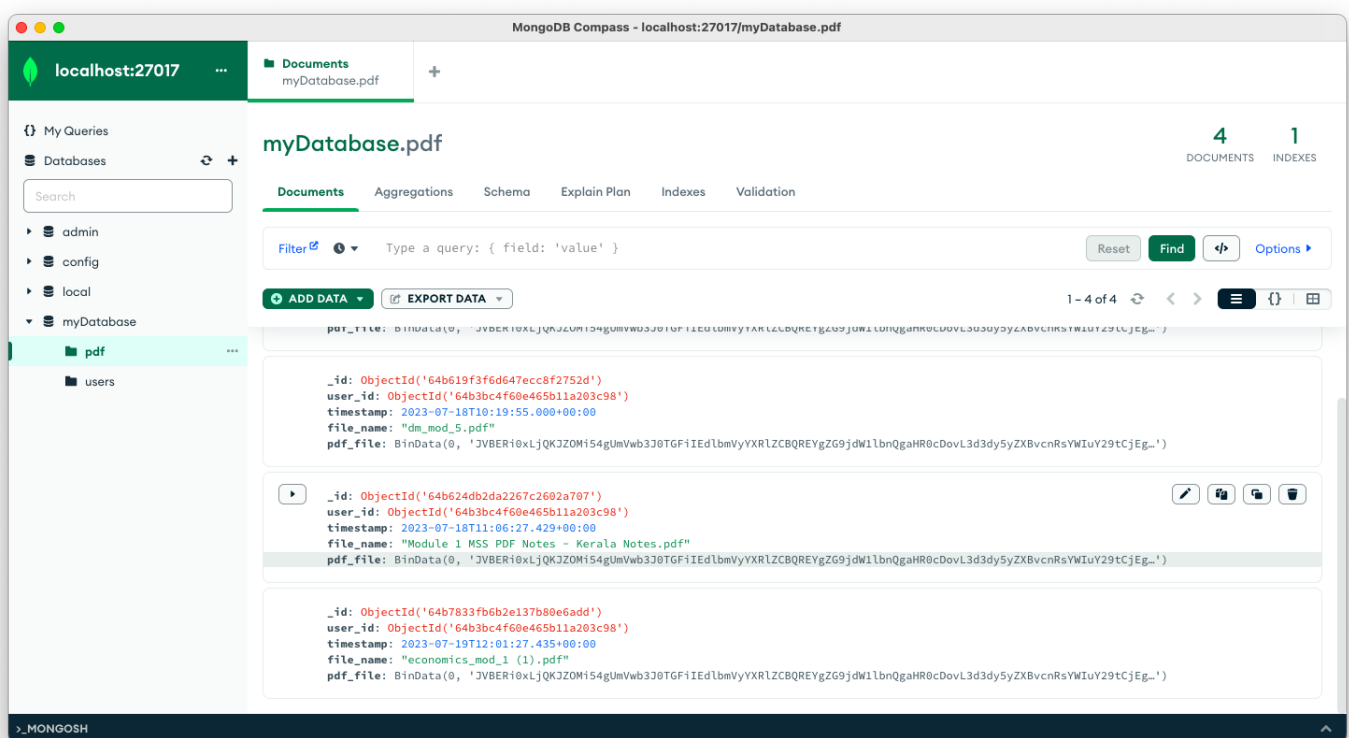 MongoDB Compass - localhost:27017/myDatabase.pdf
localhost:27017
Documents
myDatabase.pdf
{} My Queries
Databases
Search
admin
config
local
myDatabase
pdf
users
myDatabase.pdf
4
DOCUMENTS
1
INDEXES
Documents Aggregations Schema Explain Plan Indexes Validation
Filter Type a query: { field: 'value' } Reset Find </> Options
ADD DATA EXPORT DATA 1 – 4 of 4 {}
pdf_file: BinData(0, 'JVBERi0xLjQKJZOMi54gUmVwb3J0TGFiIEdlbmVyYXRlZCBQREYgZG9jdW1lbnQgaHR0cDovL3d3dy5yZXBvcnRsYWIuY29tCjEg…')
_id: ObjectId('64b619f3f6d647ecc8f2752d')
user_id: ObjectId('64b3bc4f60e465b11a203c98')
timestamp: 2023-07-18T10:19:55.000+00:00
file_name: "dm_mod_5.pdf"
pdf_file: BinData(0, 'JVBERi0xLjQKJZOMi54gUmVwb3J0TGFiIEdlbmVyYXRlZCBQREYgZG9jdW1lbnQgaHR0cDovL3d3dy5yZXBvcnRsYWIuY29tCjEg…')
_id: ObjectId('64b624db2da2267c2602a707')
user_id: ObjectId('64b3bc4f60e465b11a203c98')
timestamp: 2023-07-18T11:06:27.429+00:00
file_name: "Module 1 MSS PDF Notes - Kerala Notes.pdf"
pdf_file: BinData(0, 'JVBERi0xLjQKJZOMi54gUmVwb3J0TGFiIEdlbmVyYXRlZCBQREYgZG9jdW1lbnQgaHR0cDovL3d3dy5yZXBvcnRsYWIuY29tCjEg…')
_id: ObjectId('64b7833fb6b2e137b80e6add')
user_id: ObjectId('64b3bc4f60e465b11a203c98')
timestamp: 2023-07-19T12:01:27.435+00:00
file_name: "economics_mod_1 (1).pdf"
pdf_file: BinData(0, 'JVBERi0xLjQKJZOMi54gUmVwb3J0TGFiIEdlbmVyYXRlZCBQREYgZG9jdW1lbnQgaHR0cDovL3d3dy5yZXBvcnRsYWIuY29tCjEg…')
>_MONGOSH